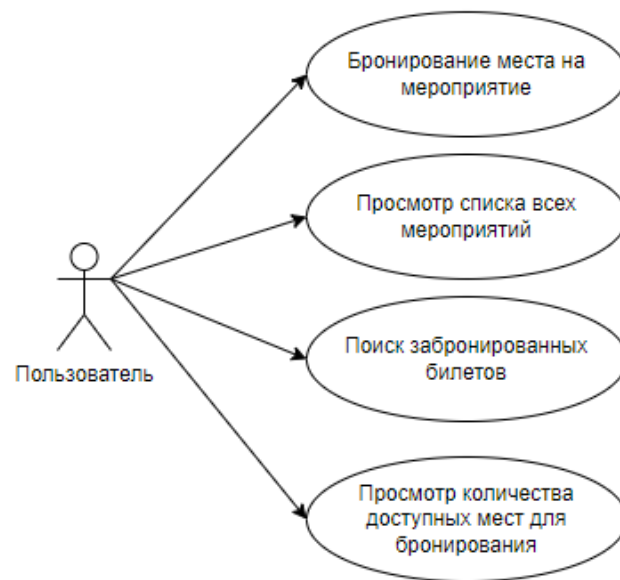 Бронирование места на
мероприятие
Просмотр списка всех
мероприятий
Пользователь
Поиск забронированных
билетов
Просмотр количества
доступных мест для
бронирования